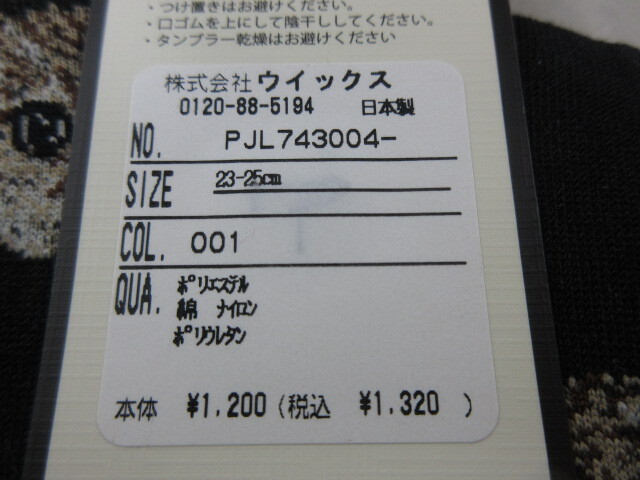 ・つけ置きはお避けください。
・口ゴムを上にして陰干ししてください。
・タンブラー乾燥はお避けください
株式会社 ウイックス
0120-88-5194 日本製
NO. PJL743004-
SIZE 23-25cm
COL. 001
QUA. ポリエステル
綿 ナイロン
ポリウレタン
本体 ¥1.200(税込 ¥1.320 )